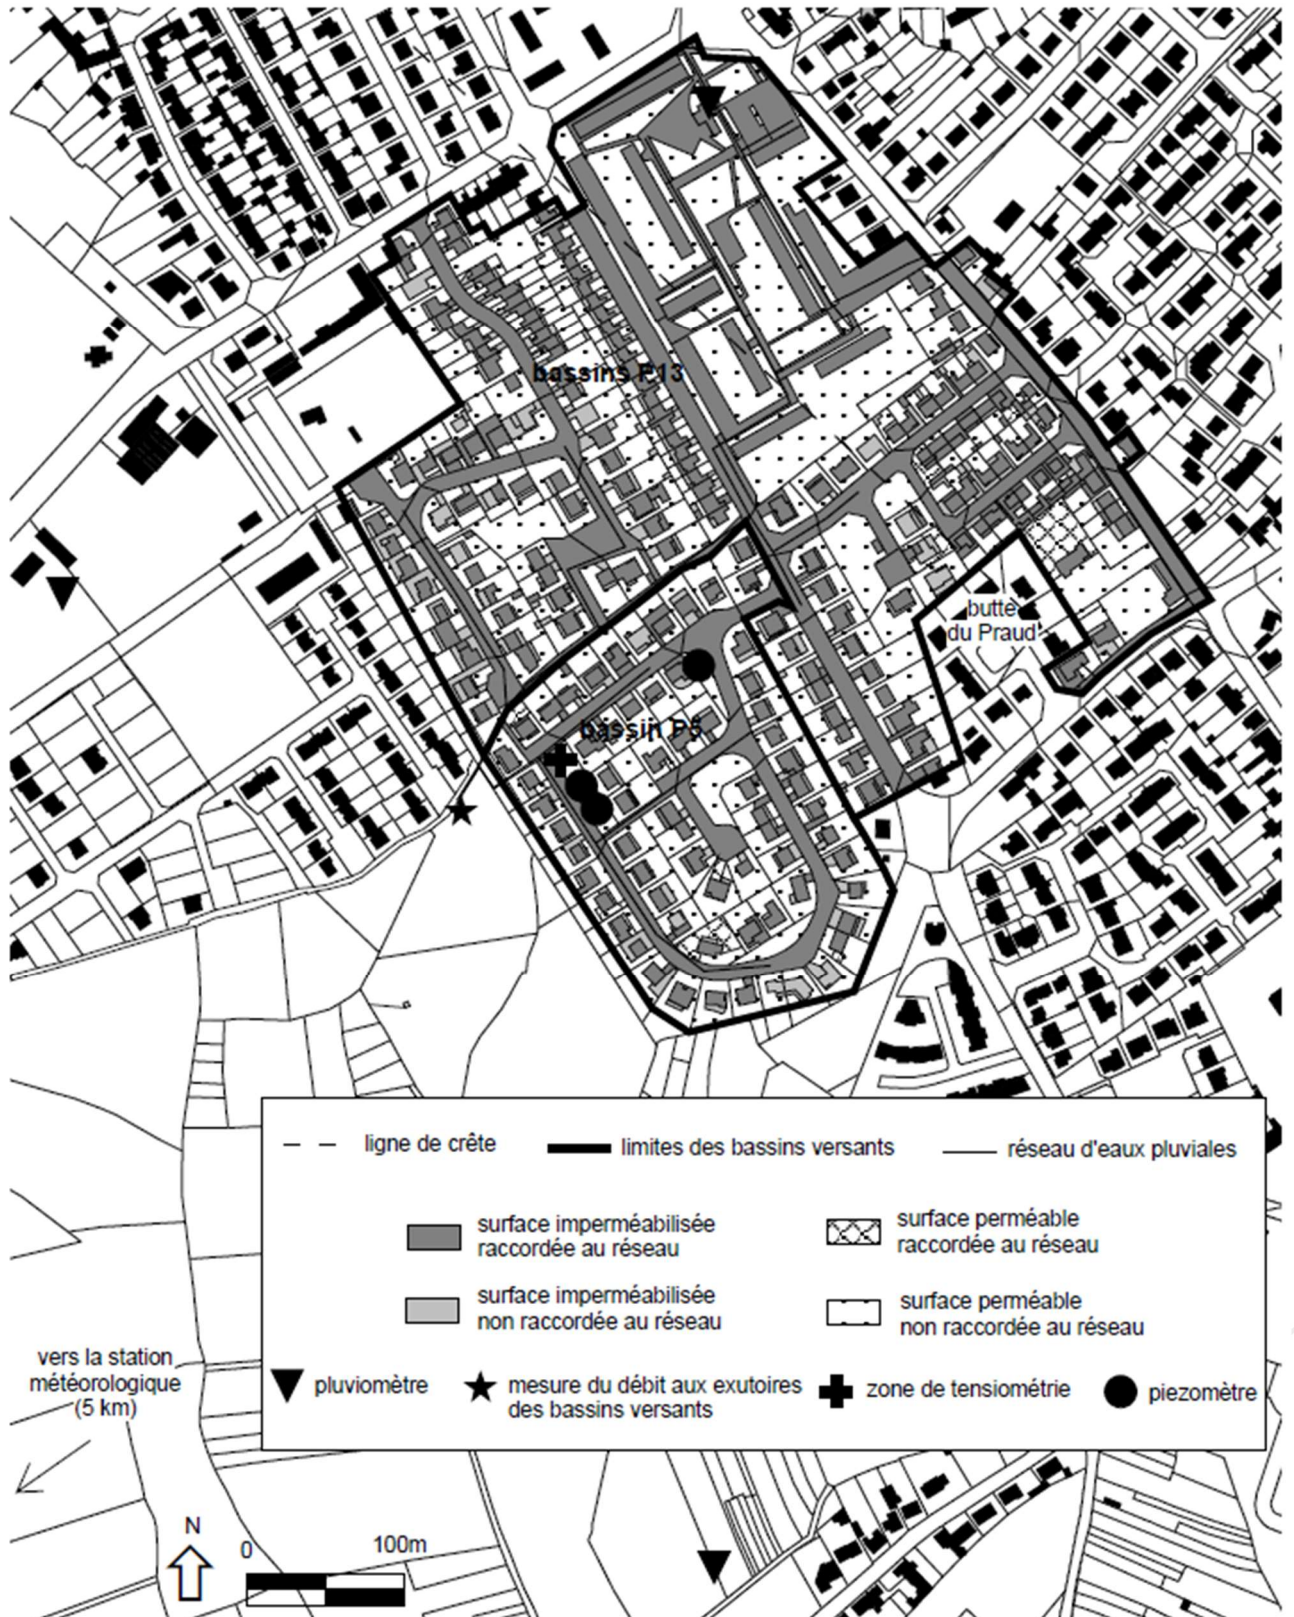 bassins P13
butte
du Praud
bassin P5
ligne de crête
limites des bassins versants
réseau d'eaux pluviales
surface imperméabilisée
raccordée au réseau
surface perméable
raccordée au réseau
surface imperméabilisée
non raccordée au réseau
surface perméable
non raccordée au réseau
pluviomètre
mesure du débit aux exutoires
des bassins versants
zone de tensiométrie
piezomètre
vers la station
météorologique
(5 km)
N
0
100m